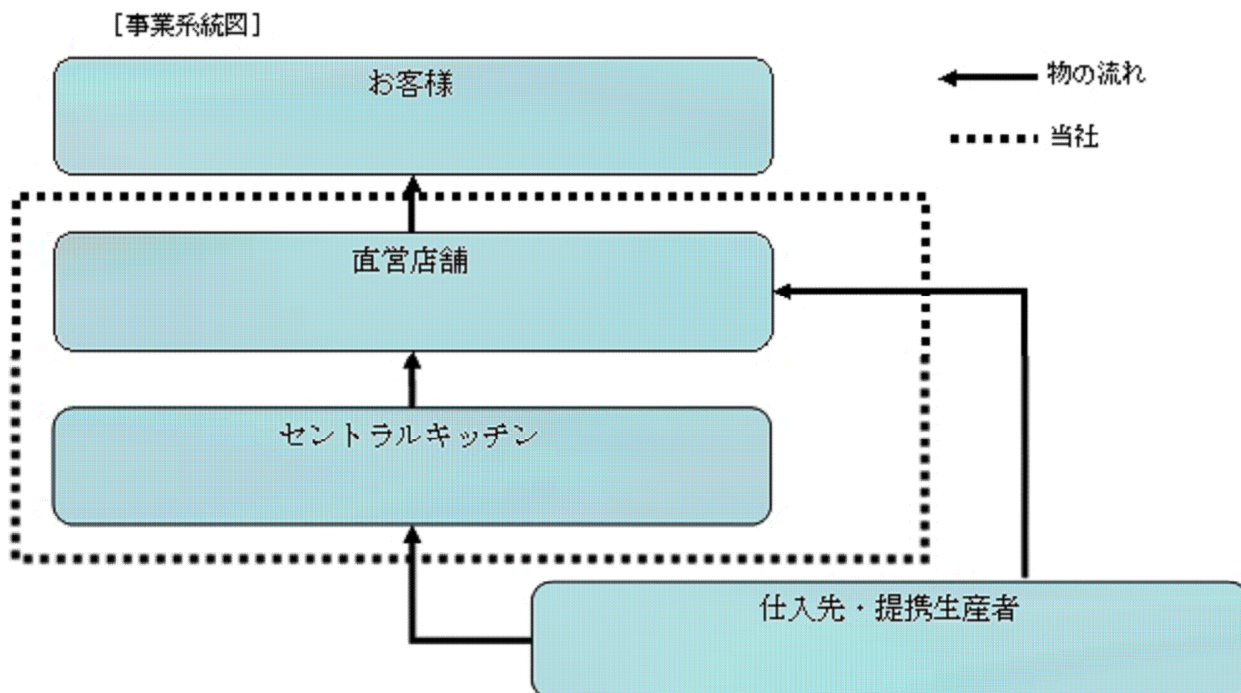 [事業系統図]
お客様
物の流れ
当社
直営店舗
セントラルキッチン
仕入先・提携生産者